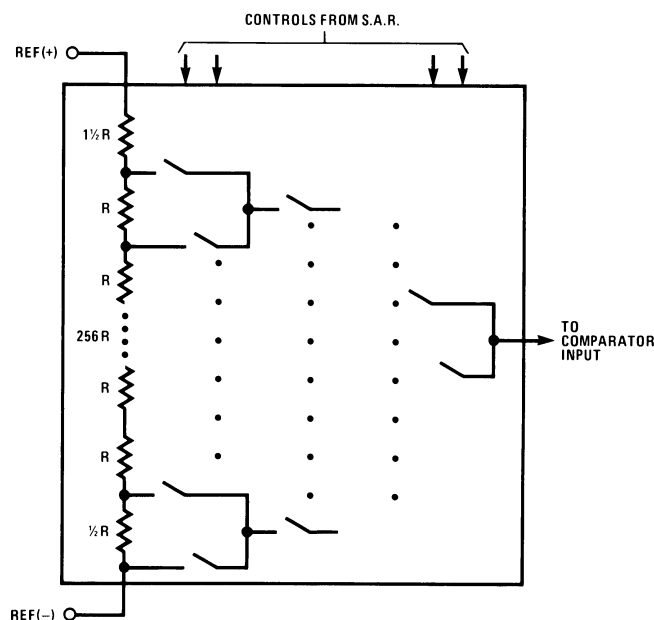 CONTROLS FROM S.A.R.
REF(+)
1½R
R
R
256R
R
R
½R
REF(−)
TO
COMPARATOR
INPUT